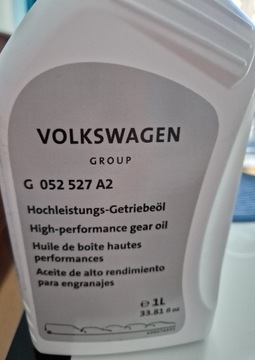 VOLKSWAGEN
GROUP
G 052 527 A2
Hochleistungs-Getriebeöl
High-performance gear oil
Huile de boîte hautes
performances
Aceite de alto rendimiento
para engranajes
℮ 1L
33.81 fl oz